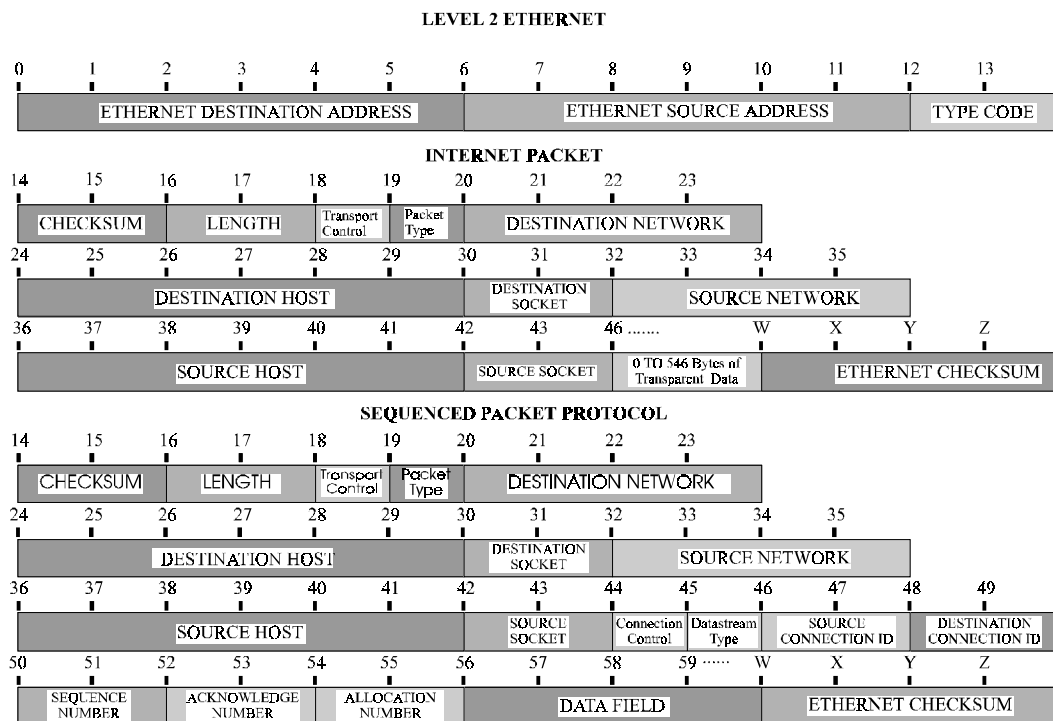 LEVEL 2 ETHERNET
0 1 2 3 4 5 6 7 8 9 10 11 12 13
ETHERNET DESTINATION ADDRESS ETHERNET SOURCE ADDRESS TYPE CODE
INTERNET PACKET
14 15 16 17 18 19 20 21 22 23
CHECKSUM LENGTH Transport Control Packet Type DESTINATION NETWORK
24 25 26 27 28 29 30 31 32 33 34 35
DESTINATION HOST DESTINATION SOCKET SOURCE NETWORK
36 37 38 39 40 41 42 43 46 ....... W X Y Z
SOURCE HOST SOURCE SOCKET 0 TO 546 Bytes of Transparent Data ETHERNET CHECKSUM
SEQUENCED PACKET PROTOCOL
14 15 16 17 18 19 20 21 22 23
CHECKSUM LENGTH Transport Control Packet Type DESTINATION NETWORK
24 25 26 27 28 29 30 31 32 33 34 35
DESTINATION HOST DESTINATION SOCKET SOURCE NETWORK
36 37 38 39 40 41 42 43 44 45 46 47 48 49
SOURCE HOST SOURCE SOCKET Connection Control Datastream Type SOURCE CONNECTION ID DESTINATION CONNECTION ID
50 51 52 53 54 55 56 57 58 59 ...... W X Y Z
SEQUENCE NUMBER ACKNOWLEDGE NUMBER ALLOCATION NUMBER DATA FIELD ETHERNET CHECKSUM